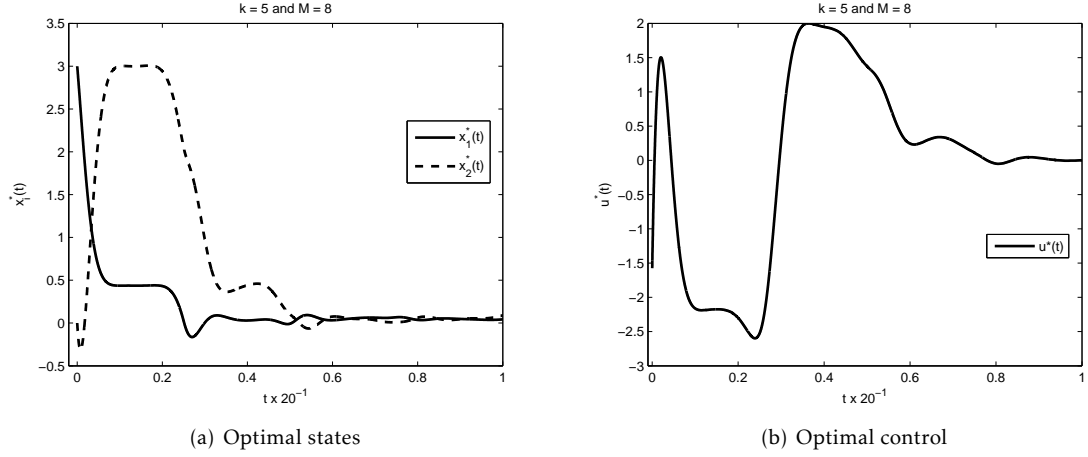 k = 5 and M = 8
3.5
3
2.5
2
1.5
1
0.5
0
−0.5
x*i(t)
x*1(t)
x*2(t)
0 0.2 0.4 0.6 0.8 1
t x 20−1
(a) Optimal states
k = 5 and M = 8
2
1.5
1
0.5
0
−0.5
−1
−1.5
−2
−2.5
−3
u*(t)
u*(t)
0 0.2 0.4 0.6 0.8 1
t x 20−1
(b) Optimal control